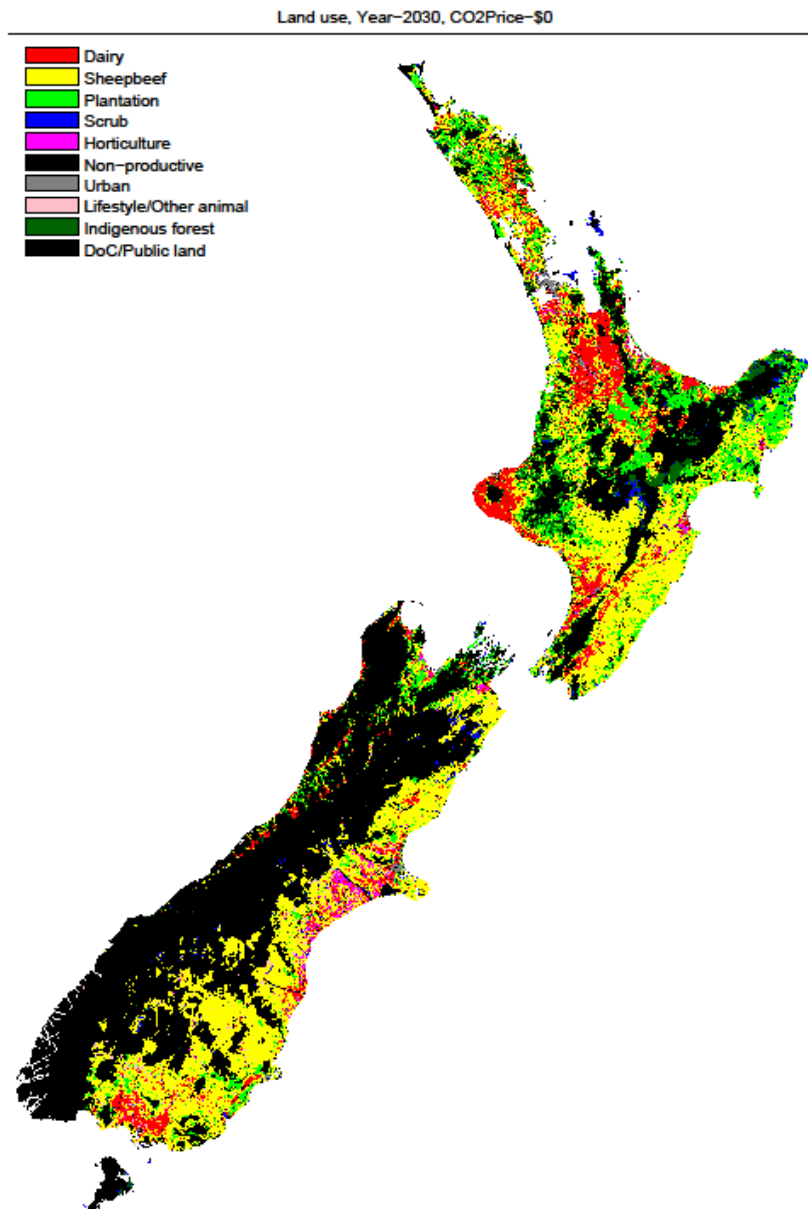 Land use, Year−2030, CO2Price−$0
Dairy
Sheepbeef
Plantation
Scrub
Horticulture
Non−productive
Urban
Lifestyle/Other animal
Indigenous forest
DoC/Public land